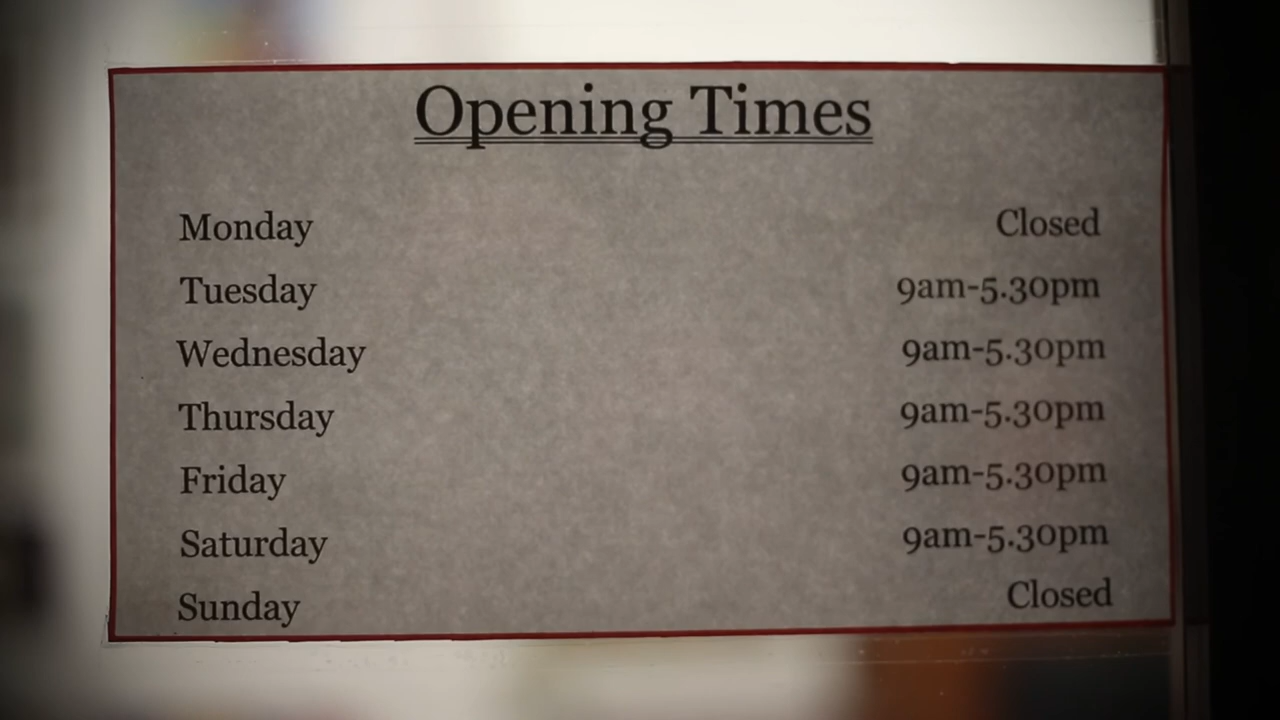 Opening Times
Monday Closed
Tuesday 9am-5.30pm
Wednesday 9am-5.30pm
Thursday 9am-5.30pm
Friday 9am-5.30pm
Saturday 9am-5.30pm
Sunday Closed